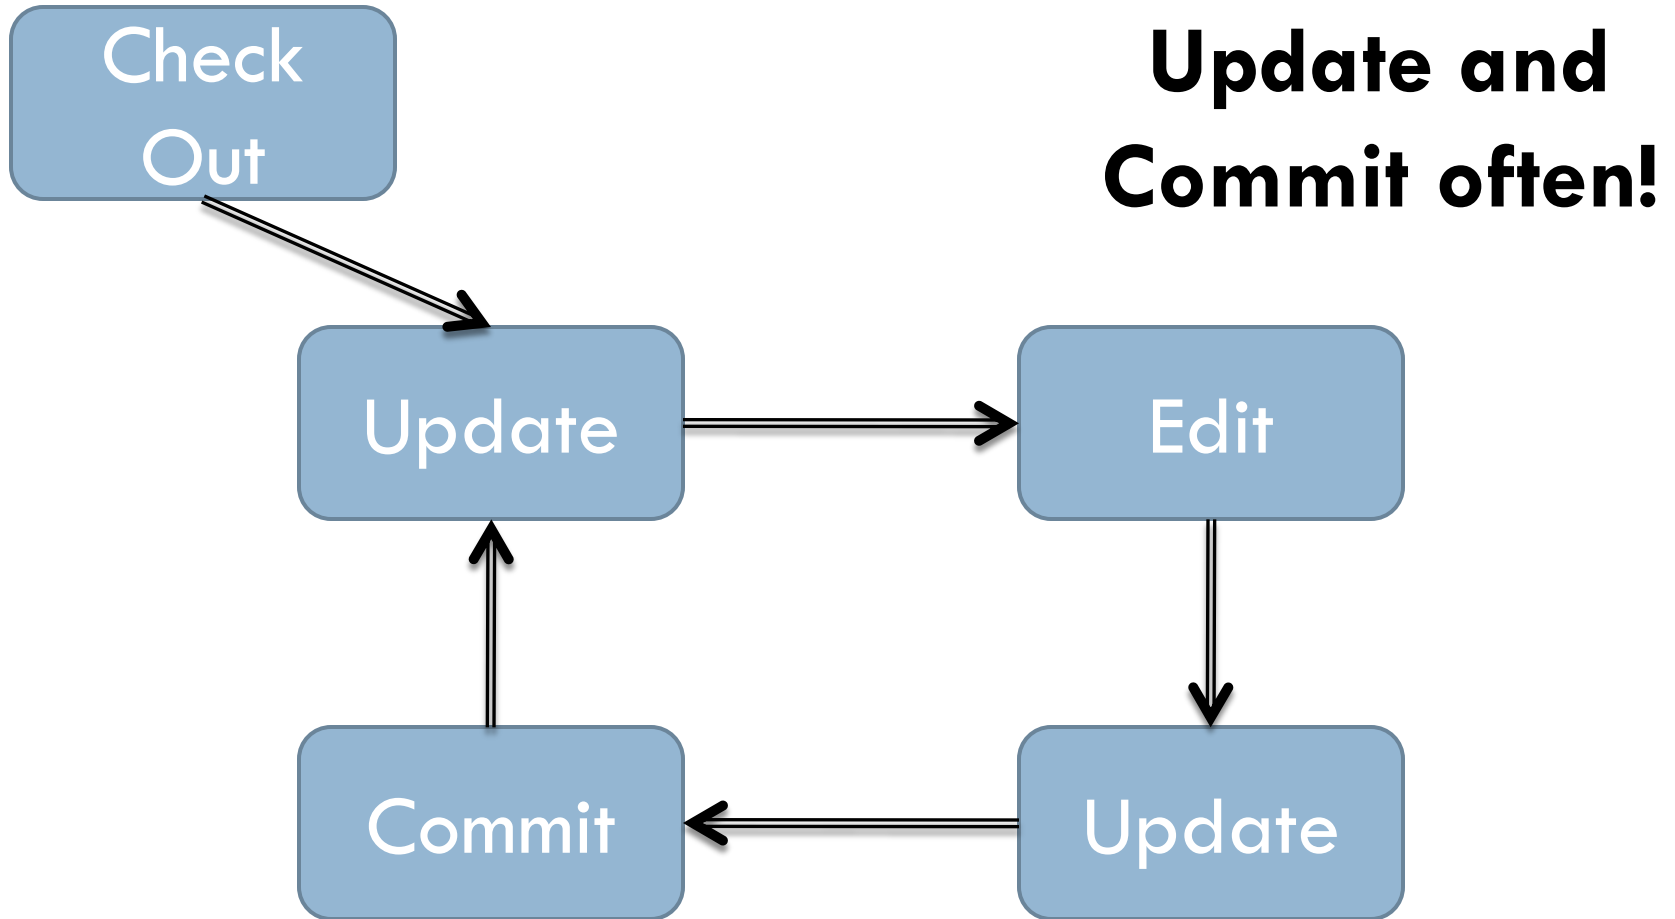 Check
Out
Update and
Commit often!
Update
Edit
Commit
Update